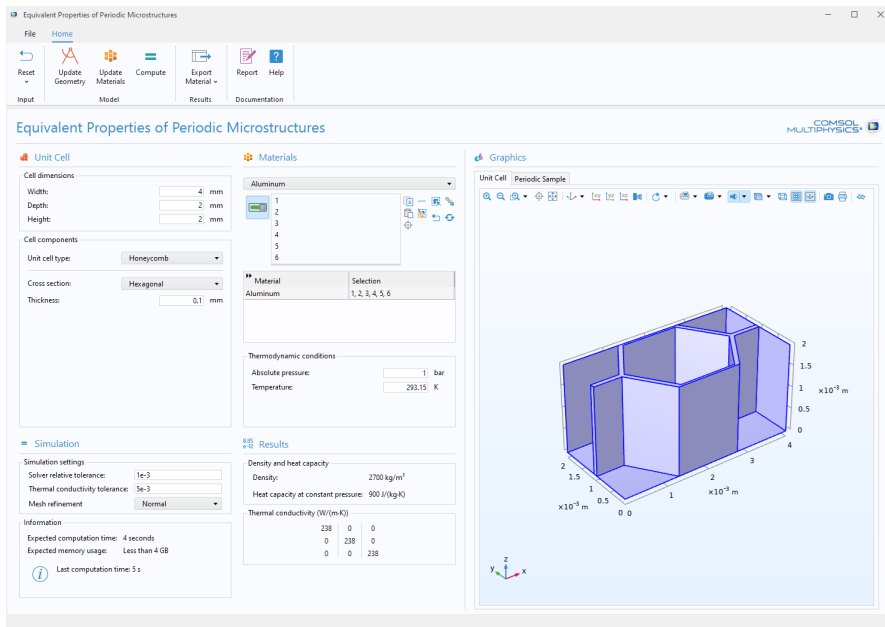 Equivalent Properties of Periodic Microstructures
File Home
Reset Update Geometry Update Materials Compute Export Material Report Help
Input Model Results Documentation
Equivalent Properties of Periodic Microstructures
COMSOL
MULTIPHYSICS®
Unit Cell
Cell dimensions
Width: 4 mm
Depth: 2 mm
Height: 2 mm
Cell components
Unit cell type: Honeycomb
Cross section: Hexagonal
Thickness: 0.1 mm
Materials
Aluminum
1
2
3
4
5
6
Material Selection
Aluminum 1, 2, 3, 4, 5, 6
Thermodynamic conditions
Absolute pressure: 1 bar
Temperature: 293.15 K
Simulation
Simulation settings
Solver relative tolerance: 1e-3
Thermal conductivity tolerance: 5e-3
Mesh refinement Normal
Information
Expected computation time: 4 seconds
Expected memory usage: Less than 4 GB
Last computation time: 5 s
8.85
e-12
Results
Density and heat capacity
Density: 2700 kg/m³
Heat capacity at constant pressure: 900 J/(kg·K)
Thermal conductivity (W/(m·K))
238 0 0
0 238 0
0 0 238
Graphics
Unit Cell Periodic Sample
2
1.5
1 ×10⁻³ m
0.5
0
4
3
2
1
×10⁻³ m
0
2
1.5
1
0.5
×10⁻³ m
0
z
y x